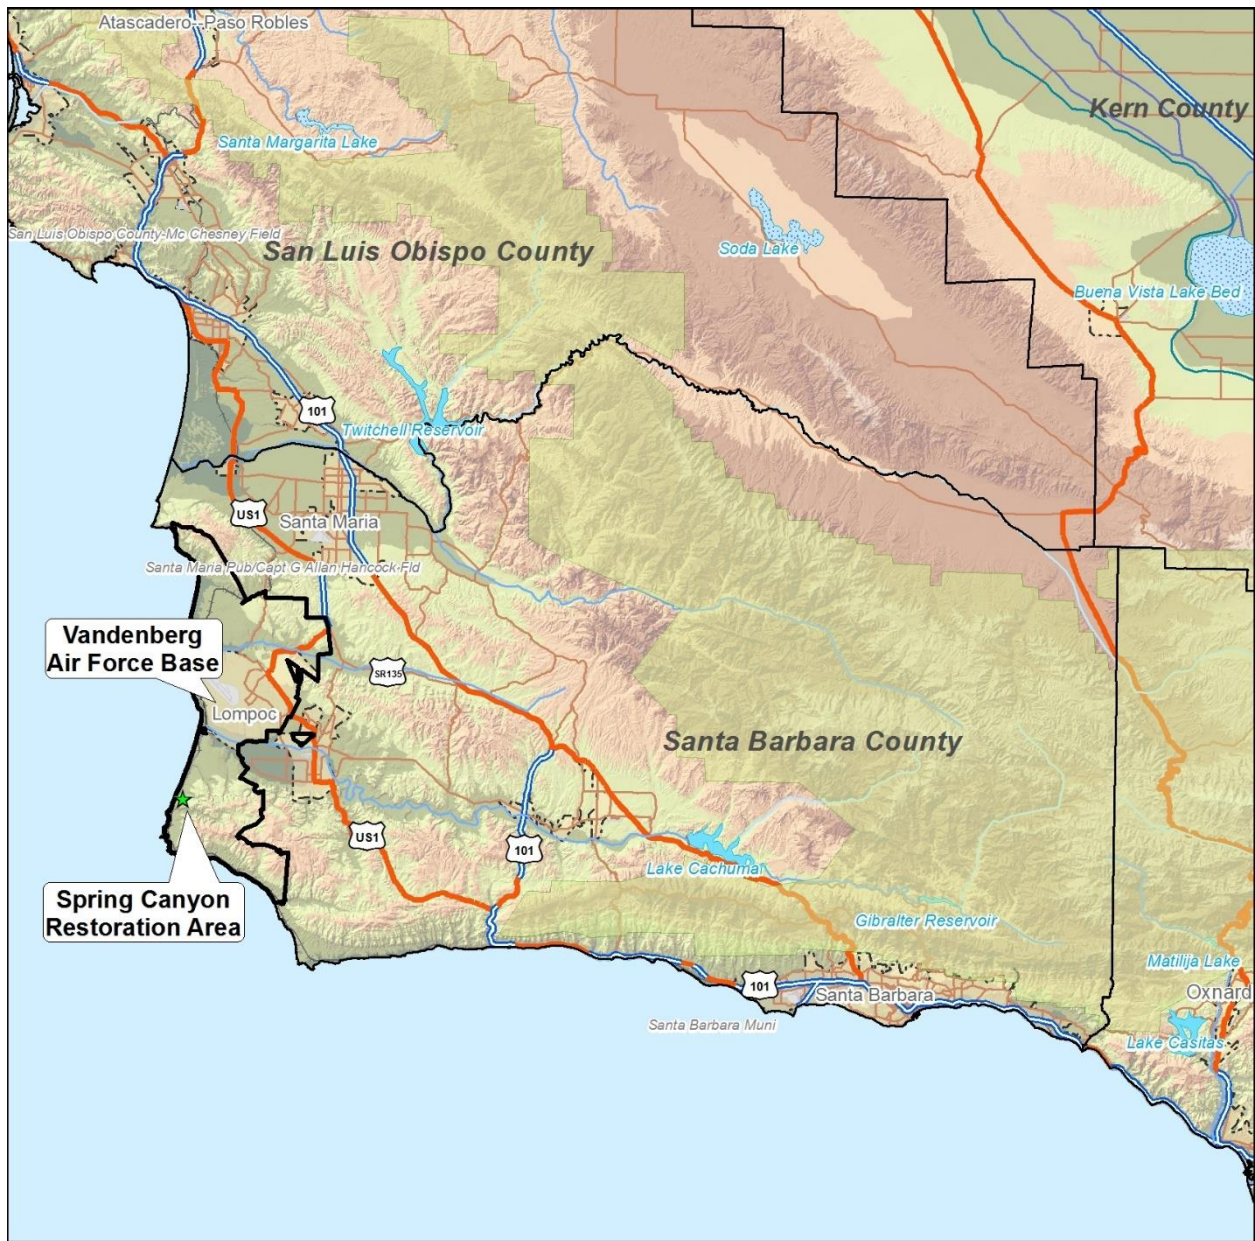 Atascadero--Paso Robles
Kern County
Santa Margarita Lake
San Luis Obispo County-Mc Chesney Field
San Luis Obispo County
Soda Lake
Buena Vista Lake Bed
101
Twitchell Reservoir
US1
Santa Maria
Santa Maria Pub/Capt G Allan Hancock Fld
Vandenberg
Air Force Base
SR135
Lompoc
Santa Barbara County
US1
101
Lake Cachuma
Spring Canyon
Restoration Area
Gibralter Reservoir
Matilija Lake
101
Santa Barbara
Oxnard
Santa Barbara Muni
Lake Casitas